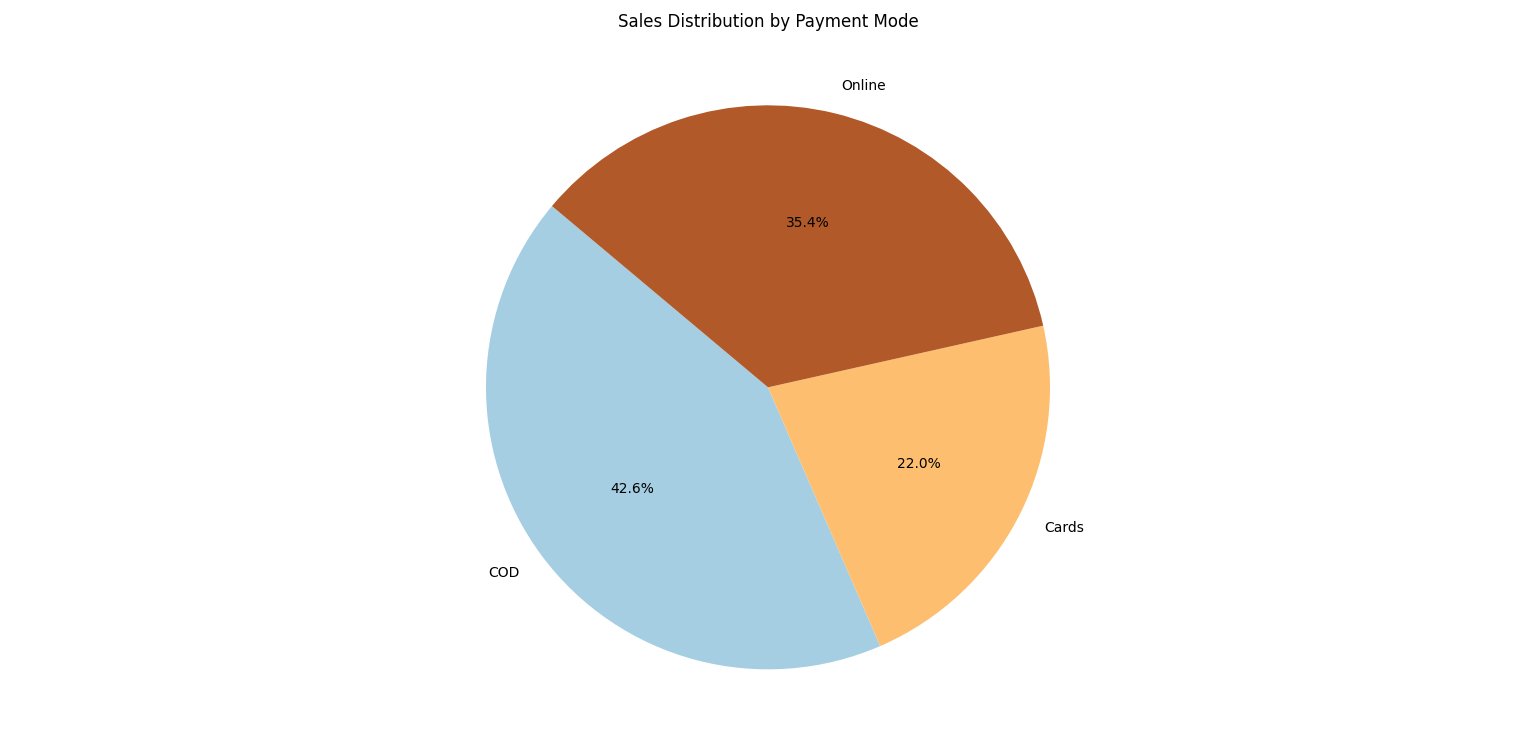 Sales Distribution by Payment Mode
Online
35.4%
22.0%
42.6%
Cards
COD